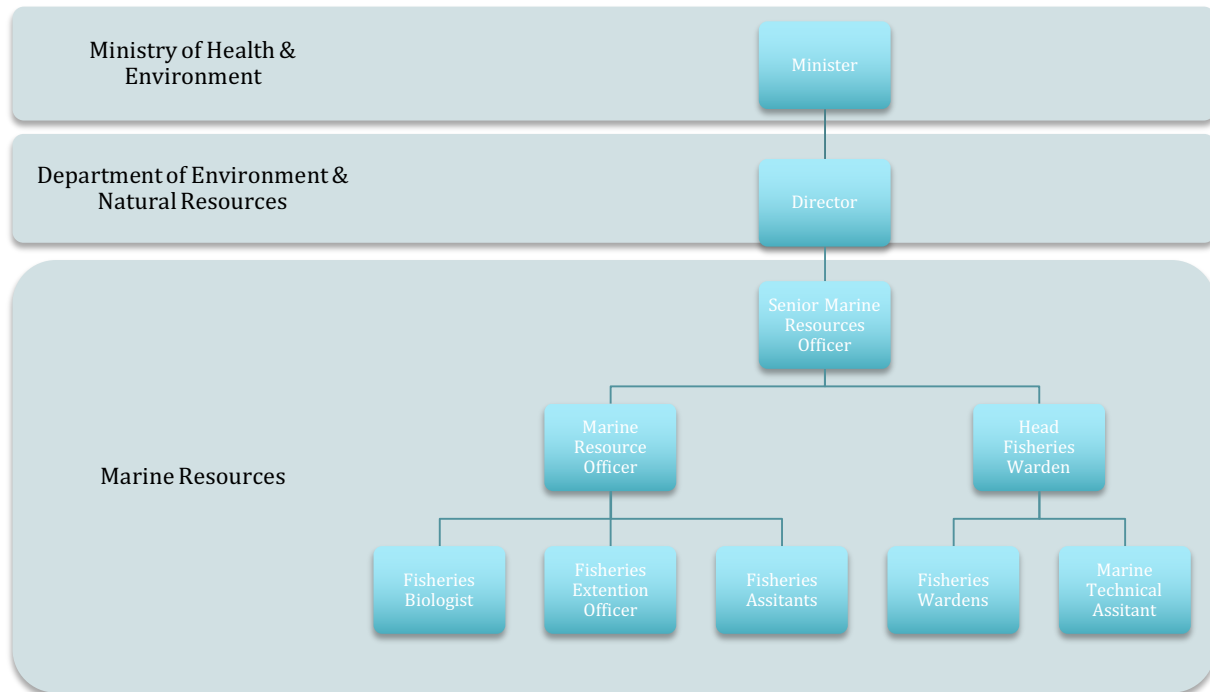 Ministry of Health &
Environment
Minister
Department of Environment &
Natural Resources
Director
Marine Resources
Senior Marine
Resources
Officer
Marine
Resource
Officer
Head
Fisheries
Warden
Fisheries
Biologist
Fisheries
Extention
Officer
Fisheries
Assitants
Fisheries
Wardens
Marine
Technical
Assitant